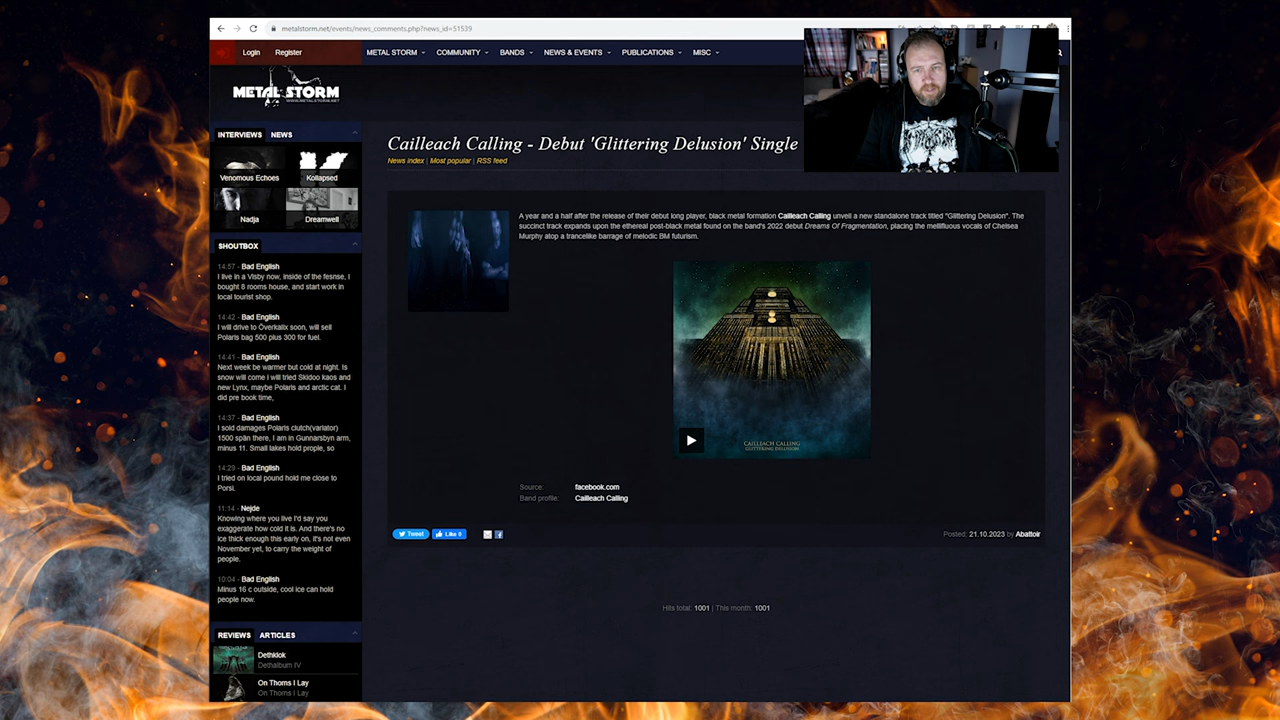 metalstorm.net/events/news_comments.php?news_id=51539
Login Register METAL STORM COMMUNITY BANDS NEWS & EVENTS PUBLICATIONS MISC
METAL STORM
WWW.METALSTORM.NET
INTERVIEWS NEWS
Venomous Echoes Kollapsed
Nadja Dreamwell
SHOUTBOX
14:57 - Bad English
I live in a Visby now, inside of the fesnse, I
bought 8 rooms house, and start work in
local tourist shop.
14:42 - Bad English
I will drive to Överkalix soon, will sell
Polaris bag 500 plus 300 for fuel.
14:41 - Bad English
Next week be warmer but cold at night. Is
snow will come i will tried Skidoo kaos and
new Lynx, maybe Polaris and arctic cat. I
did pre book time,
14:37 - Bad English
I sold damages Polaris clutch(variator)
1500 spän there, I am in Gunnarsbyn arm,
minus 11. Small lakes hold prople, so
14:29 - Bad English
I tried on local pound hold me close to
Porsi.
11:14 - Nejde
Knowing where you live I'd say you
exaggerate how cold it is. And there's no
ice thick enough this early on, it's not even
November yet, to carry the weight of
people.
10:04 - Bad English
Minus 16 c outside, cool ice can hold
people now.
REVIEWS ARTICLES
Dethklok
Dethalbum IV
On Thorns I Lay
On Thorns I Lay
Cailleach Calling - Debut 'Glittering Delusion' Single
News index | Most popular | RSS feed
A year and a half after the release of their debut long player, black metal formation Cailleach Calling unveil a new standalone track titled "Glittering Delusion". The
succinct track expands upon the ethereal post-black metal found on the band's 2022 debut Dreams Of Fragmentation, placing the mellifluous vocals of Chelsea
Murphy atop a trancelike barrage of melodic BM futurism.
CAILLEACH CALLING
GLITTERING DELUSION
Source: facebook.com
Band profile: Cailleach Calling
Tweet Like 0
Posted: 21.10.2023 by Abattoir
Hits total: 1001 | This month: 1001